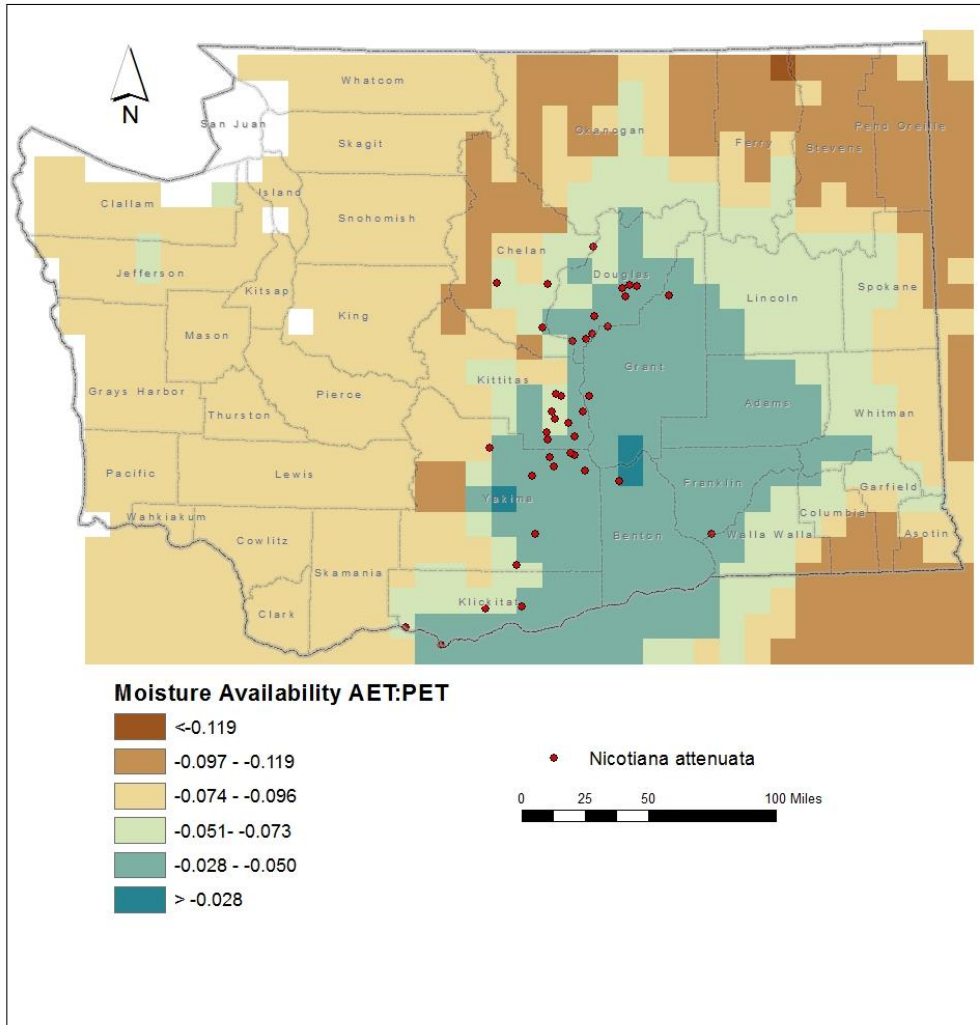 N
Whatcom
San Juan
Okanogan
Pend Oreille
Skagit
Ferry
Stevens
Island
Clallam
Snohomish
Chelan
Jefferson
Douglas
Kitsap
Lincoln
Spokane
King
Mason
Grant
Kittitas
Grays Harbor
Pierce
Adams
Thurston
Whitman
Pacific
Lewis
Yakima
Franklin
Garfield
Wahkiakum
Columbia
Cowlitz
Benton
Walla Walla
Asotin
Skamania
Klickitat
Clark
Moisture Availability AET:PET
<-0.119
-0.097 - -0.119
-0.074 - -0.096
-0.051- -0.073
-0.028 - -0.050
> -0.028
Nicotiana attenuata
0 25 50 100 Miles